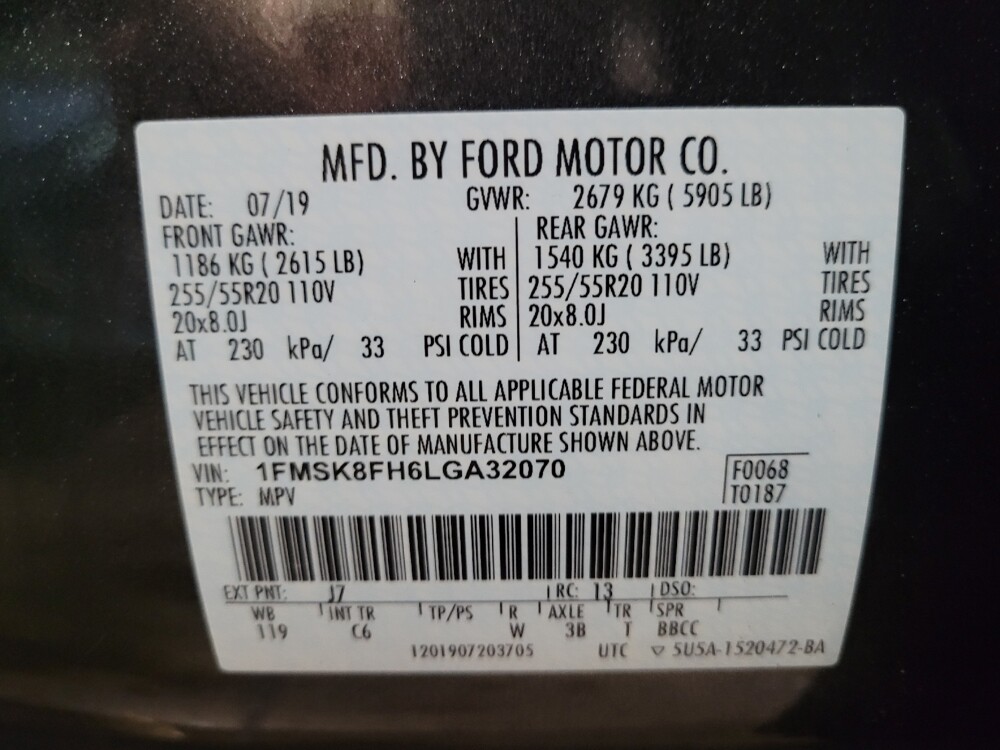 MFD. BY FORD MOTOR CO.
DATE: 07/19 GVWR: 2679 KG ( 5905 LB)
FRONT GAWR: REAR GAWR:
1186 KG ( 2615 LB) WITH 1540 KG ( 3395 LB) WITH
255/55R20 110V TIRES 255/55R20 110V TIRES
20x8.0J RIMS 20x8.0J RIMS
AT 230 kPa/ 33 PSI COLD AT 230 kPa/ 33 PSI COLD
THIS VEHICLE CONFORMS TO ALL APPLICABLE FEDERAL MOTOR
VEHICLE SAFETY AND THEFT PREVENTION STANDARDS IN
EFFECT ON THE DATE OF MANUFACTURE SHOWN ABOVE.
VIN: 1FMSK8FH6LGA32070 F0068
TYPE: MPV T0187
EXT PNT: J7 RC: 13 DSO:
WB INT TR TP/PS R AXLE TR SPR
119 C6 W 3B T BBCC
1201907203705 UTC ▽ 5U5A-1520472-BA